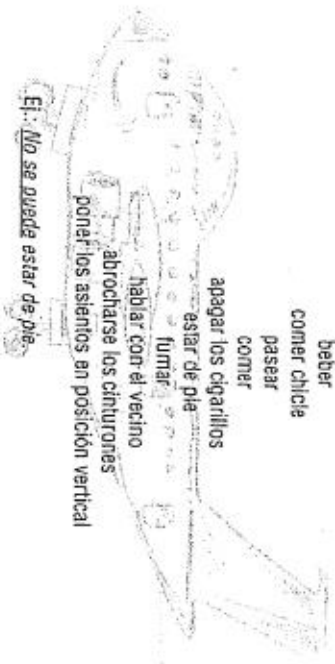 beber
comer chicle
pasear
comer
apagar los cigarillos
estar de pie
fumar
hablar con el vecino
abrocharse los cinturones
poner los asientos en posición vertical
Ej.: No se puede estar de pie.